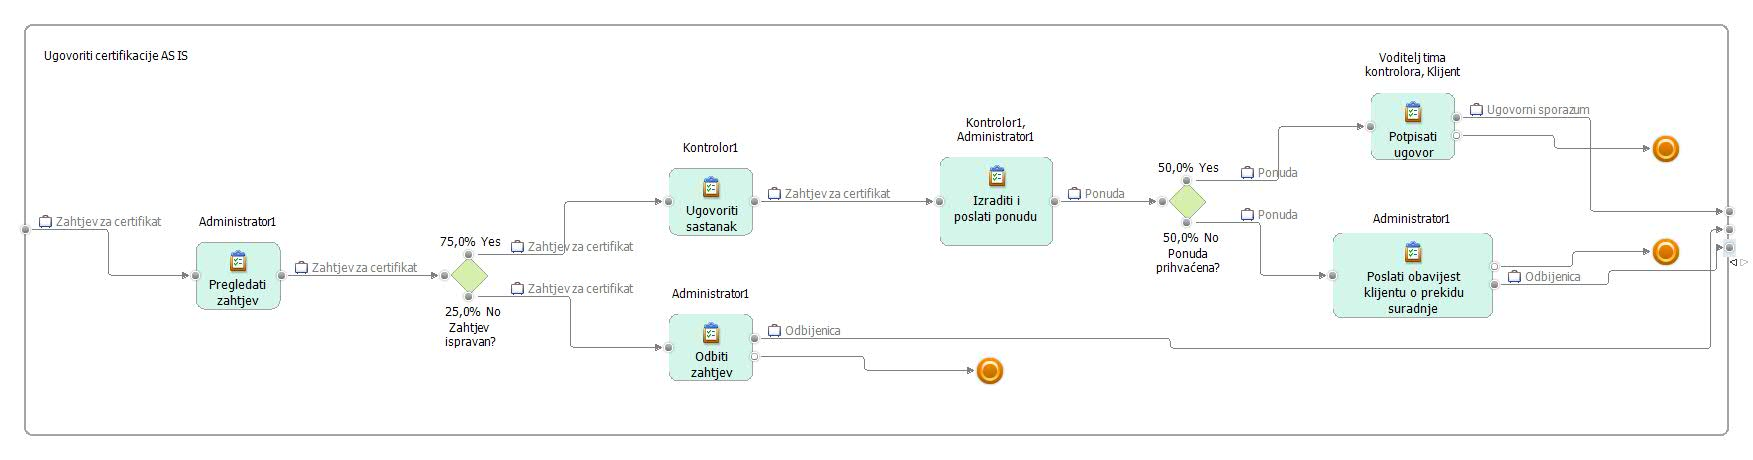 Ugovoriti certifikacije AS IS
Zahtjev za certifikat
Administrator1
Pregledati
zahtjev
Zahtjev za certifikat
75,0% Yes
25,0% No
Zahtjev
ispravan?
Zahtjev za certifikat
Zahtjev za certifikat
Kontrolor1
Ugovoriti
sastanak
Zahtjev za certifikat
Administrator1
Odbiti
zahtjev
Odbijenica
Kontrolor1,
Administrator1
Izraditi i
poslati ponudu
Ponuda
50,0% Yes
50,0% No
Ponuda
prihvaćena?
Ponuda
Ponuda
Voditelj tima
kontrolora, Klijent
Potpisati
ugovor
Ugovorni sporazum
Administrator1
Poslati obavijest
klijentu o prekidu
suradnje
Odbijenica